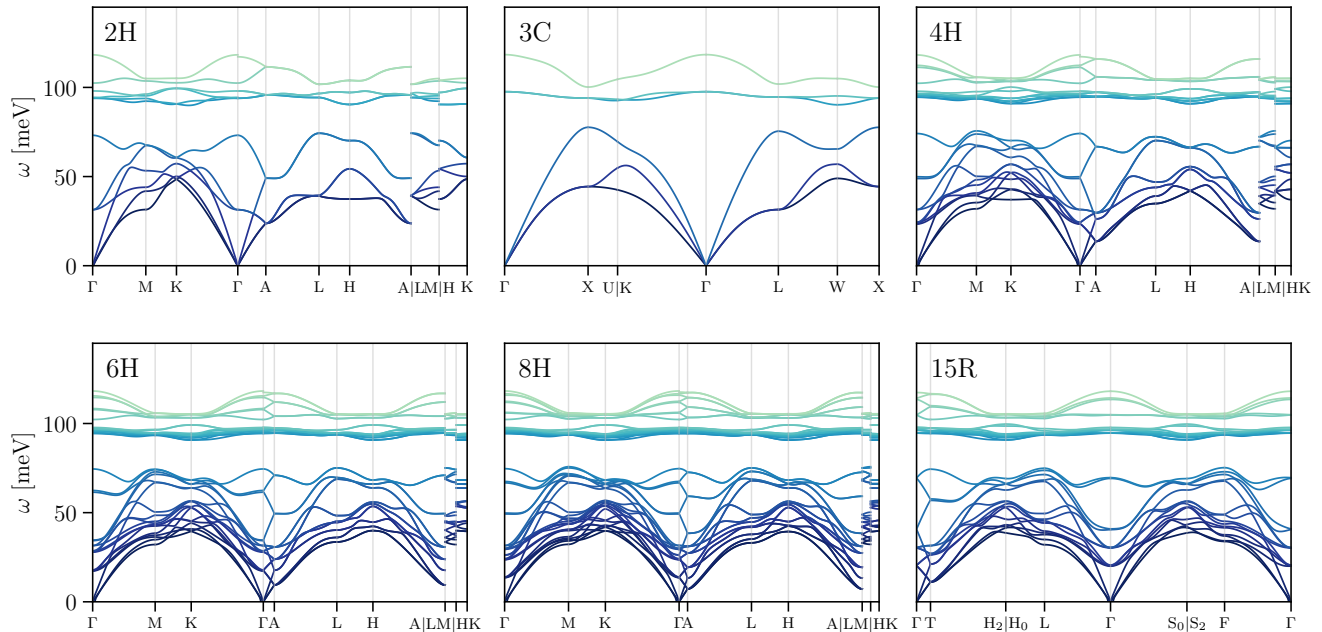 2H
3C
4H
100
50
0
ω [meV]
Γ M K Γ A L H A|LM|H K
Γ X U|K Γ L W X
Γ M K Γ A L H A|LM|HK
6H
8H
15R
100
50
0
ω [meV]
Γ M K ΓA L H A|LM|HK
Γ M K ΓA L H A|LM|HK
Γ T H₂|H₀ L Γ S₀|S₂ F Γ